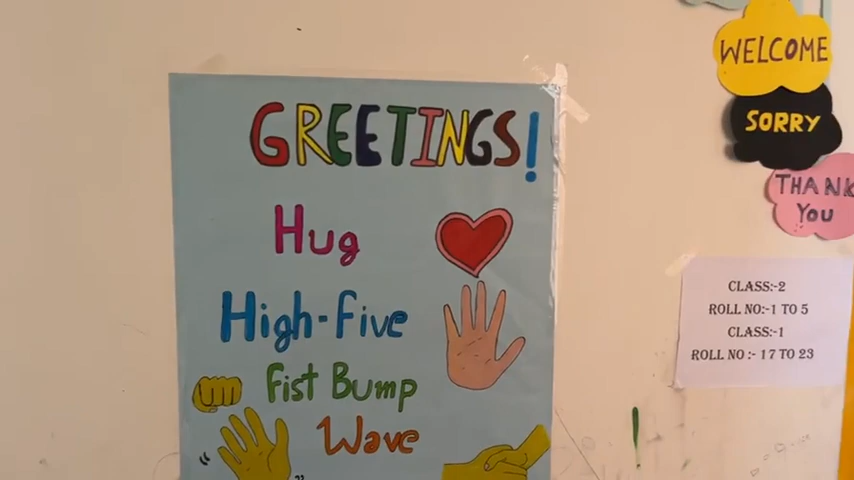 GREETINGS!
Hug
High-Five
Fist Bump
Wave
WELCOME
SORRY
THANK
YOU
CLASS:-2
ROLL NO:-1 TO 5
CLASS:-1
ROLL NO :- 17 TO 23